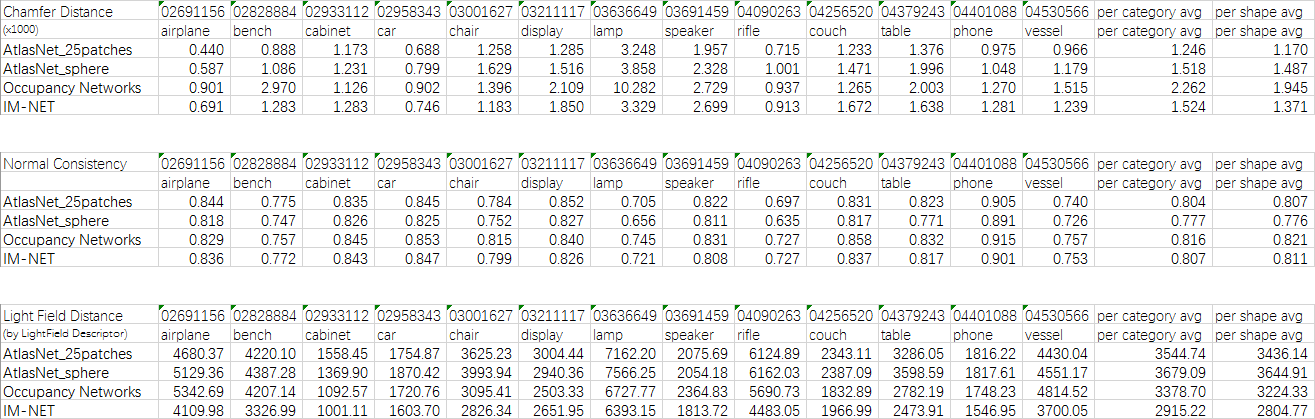 Chamfer Distance 02691156 02828884 02933112 02958343 03001627 03211117 03636649 03691459 04090263 04256520 04379243 04401088 04530566 per category avg per shape avg
(x1000) airplane bench cabinet car chair display lamp speaker rifle couch table phone vessel per category avg per shape avg
AtlasNet_25patches 0.440 0.888 1.173 0.688 1.258 1.285 3.248 1.957 0.715 1.233 1.376 0.975 0.966 1.246 1.170
AtlasNet_sphere 0.587 1.086 1.231 0.799 1.629 1.516 3.858 2.328 1.001 1.471 1.996 1.048 1.179 1.518 1.487
Occupancy Networks 0.901 2.970 1.126 0.902 1.396 2.109 10.282 2.729 0.937 1.265 2.003 1.270 1.515 2.262 1.945
IM-NET 0.691 1.283 1.283 0.746 1.183 1.850 3.329 2.699 0.913 1.672 1.638 1.281 1.239 1.524 1.371
Normal Consistency 02691156 02828884 02933112 02958343 03001627 03211117 03636649 03691459 04090263 04256520 04379243 04401088 04530566 per category avg per shape avg
airplane bench cabinet car chair display lamp speaker rifle couch table phone vessel per category avg per shape avg
AtlasNet_25patches 0.844 0.775 0.835 0.845 0.784 0.852 0.705 0.822 0.697 0.831 0.823 0.905 0.740 0.804 0.807
AtlasNet_sphere 0.818 0.747 0.826 0.825 0.752 0.827 0.656 0.811 0.635 0.817 0.771 0.891 0.726 0.777 0.776
Occupancy Networks 0.829 0.757 0.845 0.853 0.815 0.840 0.745 0.831 0.727 0.858 0.832 0.915 0.757 0.816 0.821
IM-NET 0.836 0.772 0.843 0.847 0.799 0.826 0.721 0.808 0.727 0.837 0.817 0.901 0.753 0.807 0.811
Light Field Distance 02691156 02828884 02933112 02958343 03001627 03211117 03636649 03691459 04090263 04256520 04379243 04401088 04530566 per category avg per shape avg
(by LightField Descriptor) airplane bench cabinet car chair display lamp speaker rifle couch table phone vessel per category avg per shape avg
AtlasNet_25patches 4680.37 4220.10 1558.45 1754.87 3625.23 3004.44 7162.20 2075.69 6124.89 2343.11 3286.05 1816.22 4430.04 3544.74 3436.14
AtlasNet_sphere 5129.36 4387.28 1369.90 1870.42 3993.94 2940.36 7566.25 2054.18 6162.03 2387.09 3598.59 1817.61 4551.17 3679.09 3644.91
Occupancy Networks 5342.69 4207.14 1092.57 1720.76 3095.41 2503.33 6727.77 2364.83 5690.73 1832.89 2782.19 1748.23 4814.52 3378.70 3224.33
IM-NET 4109.98 3326.99 1001.11 1603.70 2826.34 2651.95 6393.15 1813.72 4483.05 1966.99 2473.91 1546.95 3700.05 2915.22 2804.77